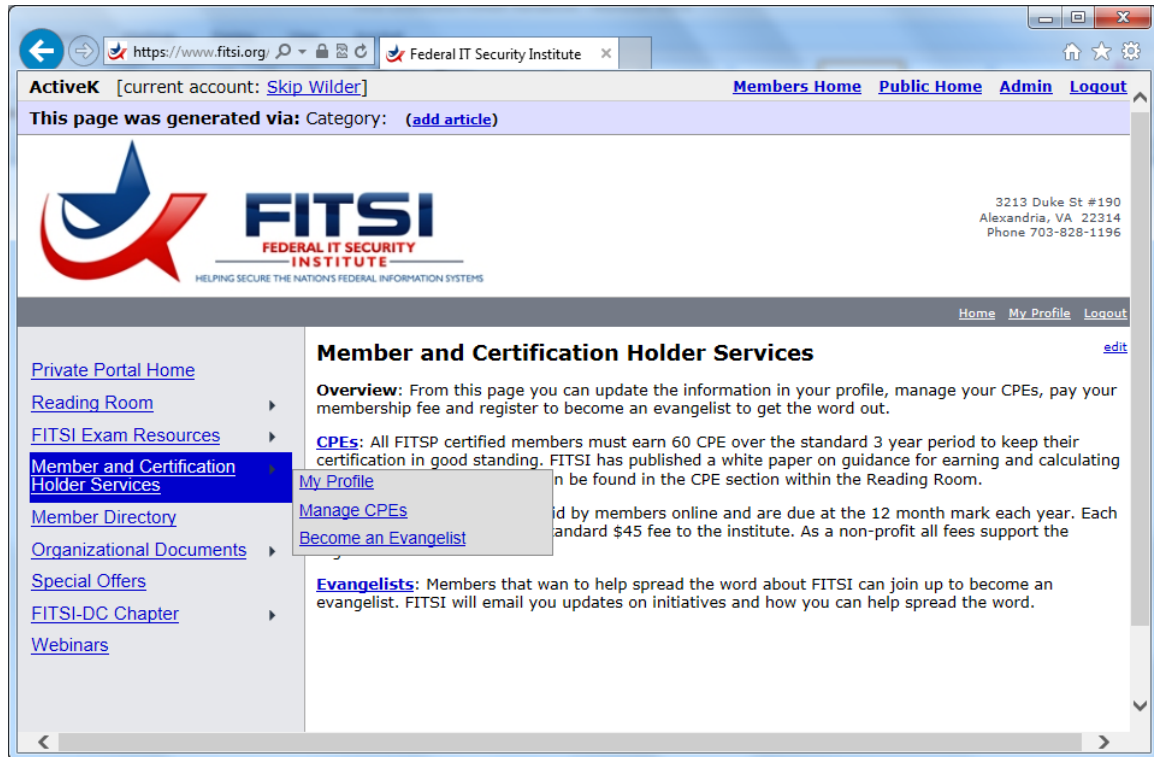 https://www.fitsi.org/
Federal IT Security Institute
ActiveK [current account: Skip Wilder]
Members Home Public Home Admin Logout
This page was generated via: Category: (add article)
FITSI
FEDERAL IT SECURITY
INSTITUTE
HELPING SECURE THE NATION'S FEDERAL INFORMATION SYSTEMS
3213 Duke St #190
Alexandria, VA 22314
Phone 703-828-1196
Home My Profile Logout
Private Portal Home
Reading Room
FITSI Exam Resources
Member and Certification
Holder Services
Member Directory
Organizational Documents
Special Offers
FITSI-DC Chapter
Webinars
My Profile
Manage CPEs
Become an Evangelist
Member and Certification Holder Services
edit
Overview: From this page you can update the information in your profile, manage your CPEs, pay your
membership fee and register to become an evangelist to get the word out.
CPEs: All FITSP certified members must earn 60 CPE over the standard 3 year period to keep their
certification in good standing. FITSI has published a white paper on guidance for earning and calculating
n be found in the CPE section within the Reading Room.
id by members online and are due at the 12 month mark each year. Each
tandard $45 fee to the institute. As a non-profit all fees support the
Evangelists: Members that wan to help spread the word about FITSI can join up to become an
evangelist. FITSI will email you updates on initiatives and how you can help spread the word.